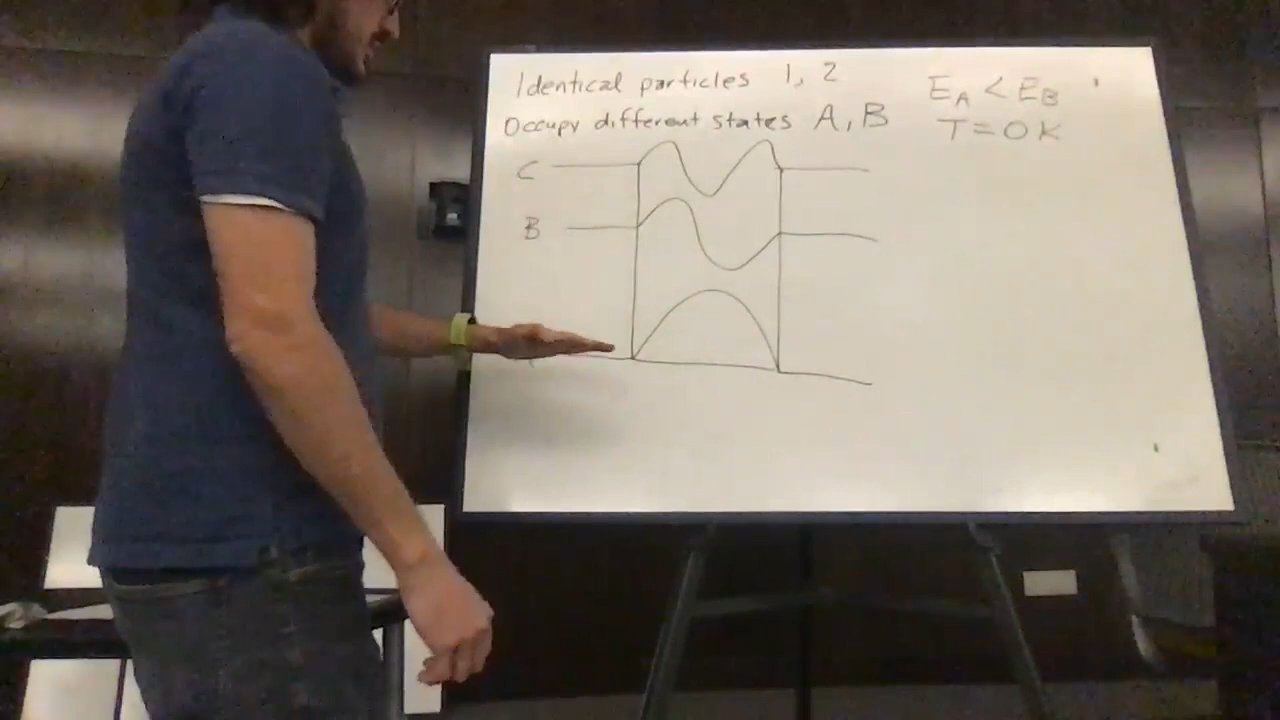 Identical particles 1, 2
Occupy different states A, B
E_A < E_B
T = 0 K
C
B